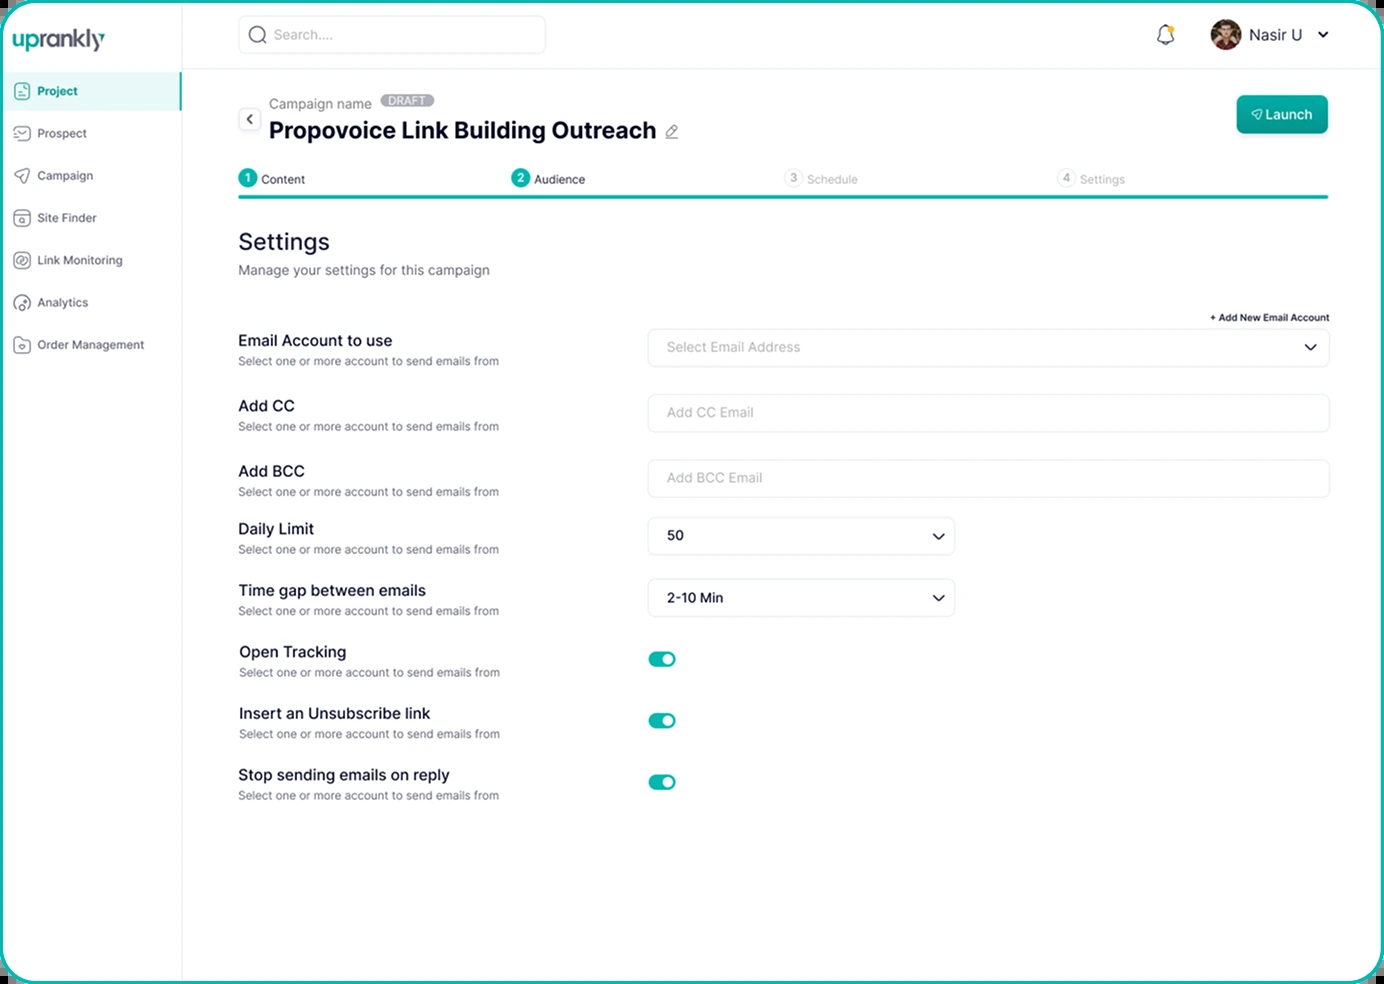 uprankly
Search....
Nasir U
Project
Prospect
Campaign
Site Finder
Link Monitoring
Analytics
Order Management
Campaign name DRAFT
Propovoice Link Building Outreach
Launch
1 Content
2 Audience
3 Schedule
4 Settings
Settings
Manage your settings for this campaign
+ Add New Email Account
Email Account to use
Select one or more account to send emails from
Select Email Address
Add CC
Select one or more account to send emails from
Add CC Email
Add BCC
Select one or more account to send emails from
Add BCC Email
Daily Limit
Select one or more account to send emails from
50
Time gap between emails
Select one or more account to send emails from
2-10 Min
Open Tracking
Select one or more account to send emails from
Insert an Unsubscribe link
Select one or more account to send emails from
Stop sending emails on reply
Select one or more account to send emails from